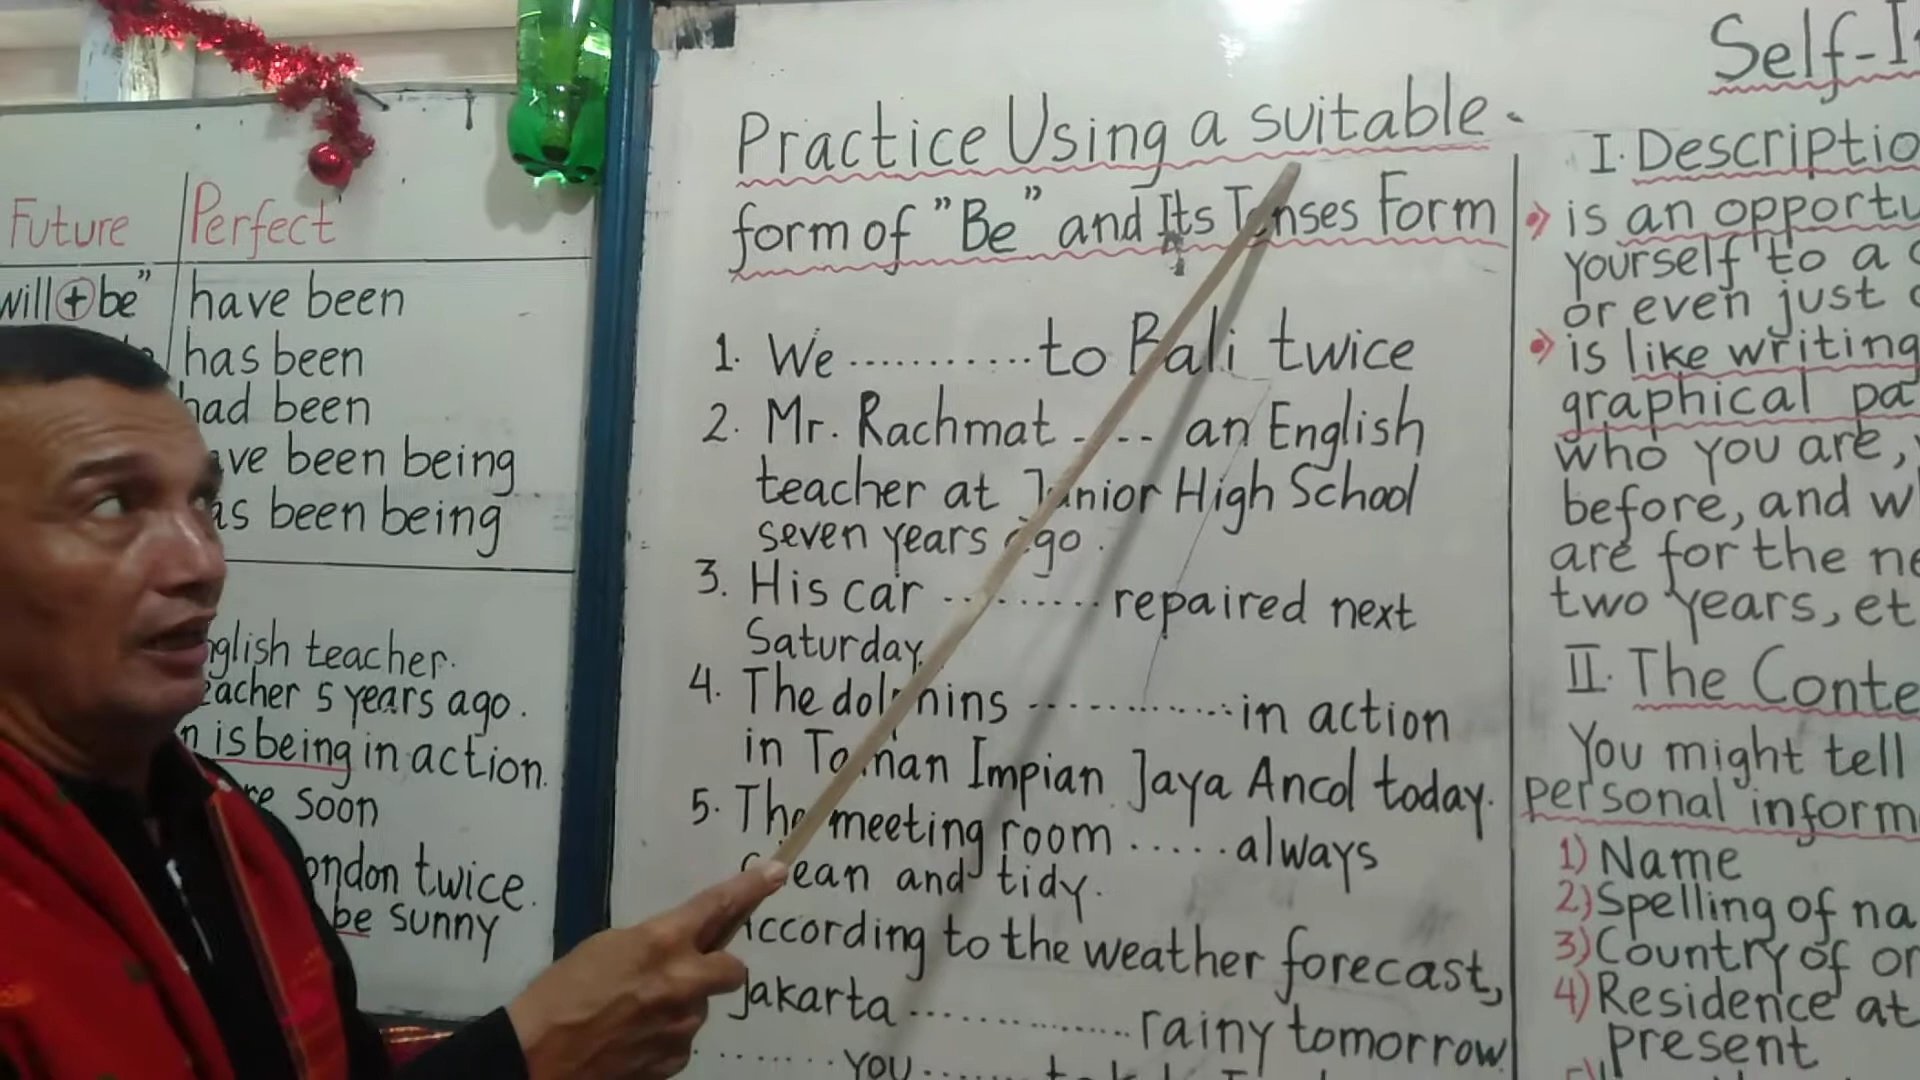 Future Perfect
will + be" have been
has been
had been
have been being
has been being
English teacher.
teacher 5 years ago.
is being in action.
soon
London twice.
be sunny
Practice Using a suitable
form of "Be" and Its Tenses Form
1. We ........... to Bali twice
2. Mr. Rachmat .... an English
teacher at Junior High School
seven years ago.
3. His car .......... repaired next
Saturday.
4. The dolphins ............. in action
in Taman Impian Jaya Ancol today.
5. The meeting room ..... always
clean and tidy.
According to the weather forecast,
Jakarta .............. rainy tomorrow
........ you .....
Self-I
I. Descriptio
is an opportu
yourself to a
or even just
is like writing
graphical pa
who you are,
before, and w
are for the ne
two years, et
II. The Conte
You might tell
personal inform
1) Name
2) Spelling of na
3) Country of or
4) Residence at
present